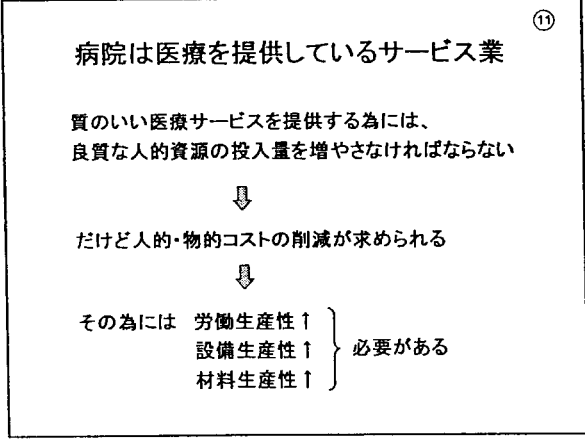 ⑪
病院は医療を提供しているサービス業
質のいい医療サービスを提供する為には、
良質な人的資源の投入量を増やさなければならない
⇩
だけど人的・物的コストの削減が求められる
⇩
その為には 労働生産性↑
設備生産性↑ 必要がある
材料生産性↑